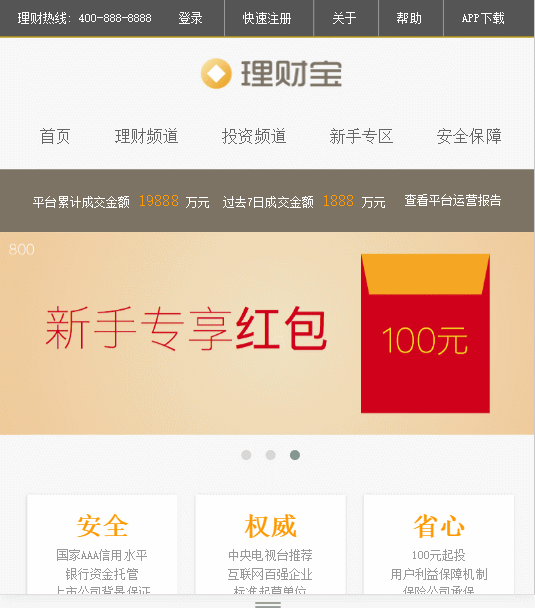 理财热线: 400-888-8888 登录 快速注册 关于 帮助 APP下载
理财宝
首页 理财频道 投资频道 新手专区 安全保障
平台累计成交金额 19888 万元 过去7日成交金额 1888 万元 查看平台运营报告
800
新手专享红包 100元
安全 权威 省心
国家AAA信用水平 中央电视台推荐 100元起投
银行资金托管 互联网百强企业 用户利益保障机制
上市公司背景保证 标准起草单位 保险公司承保